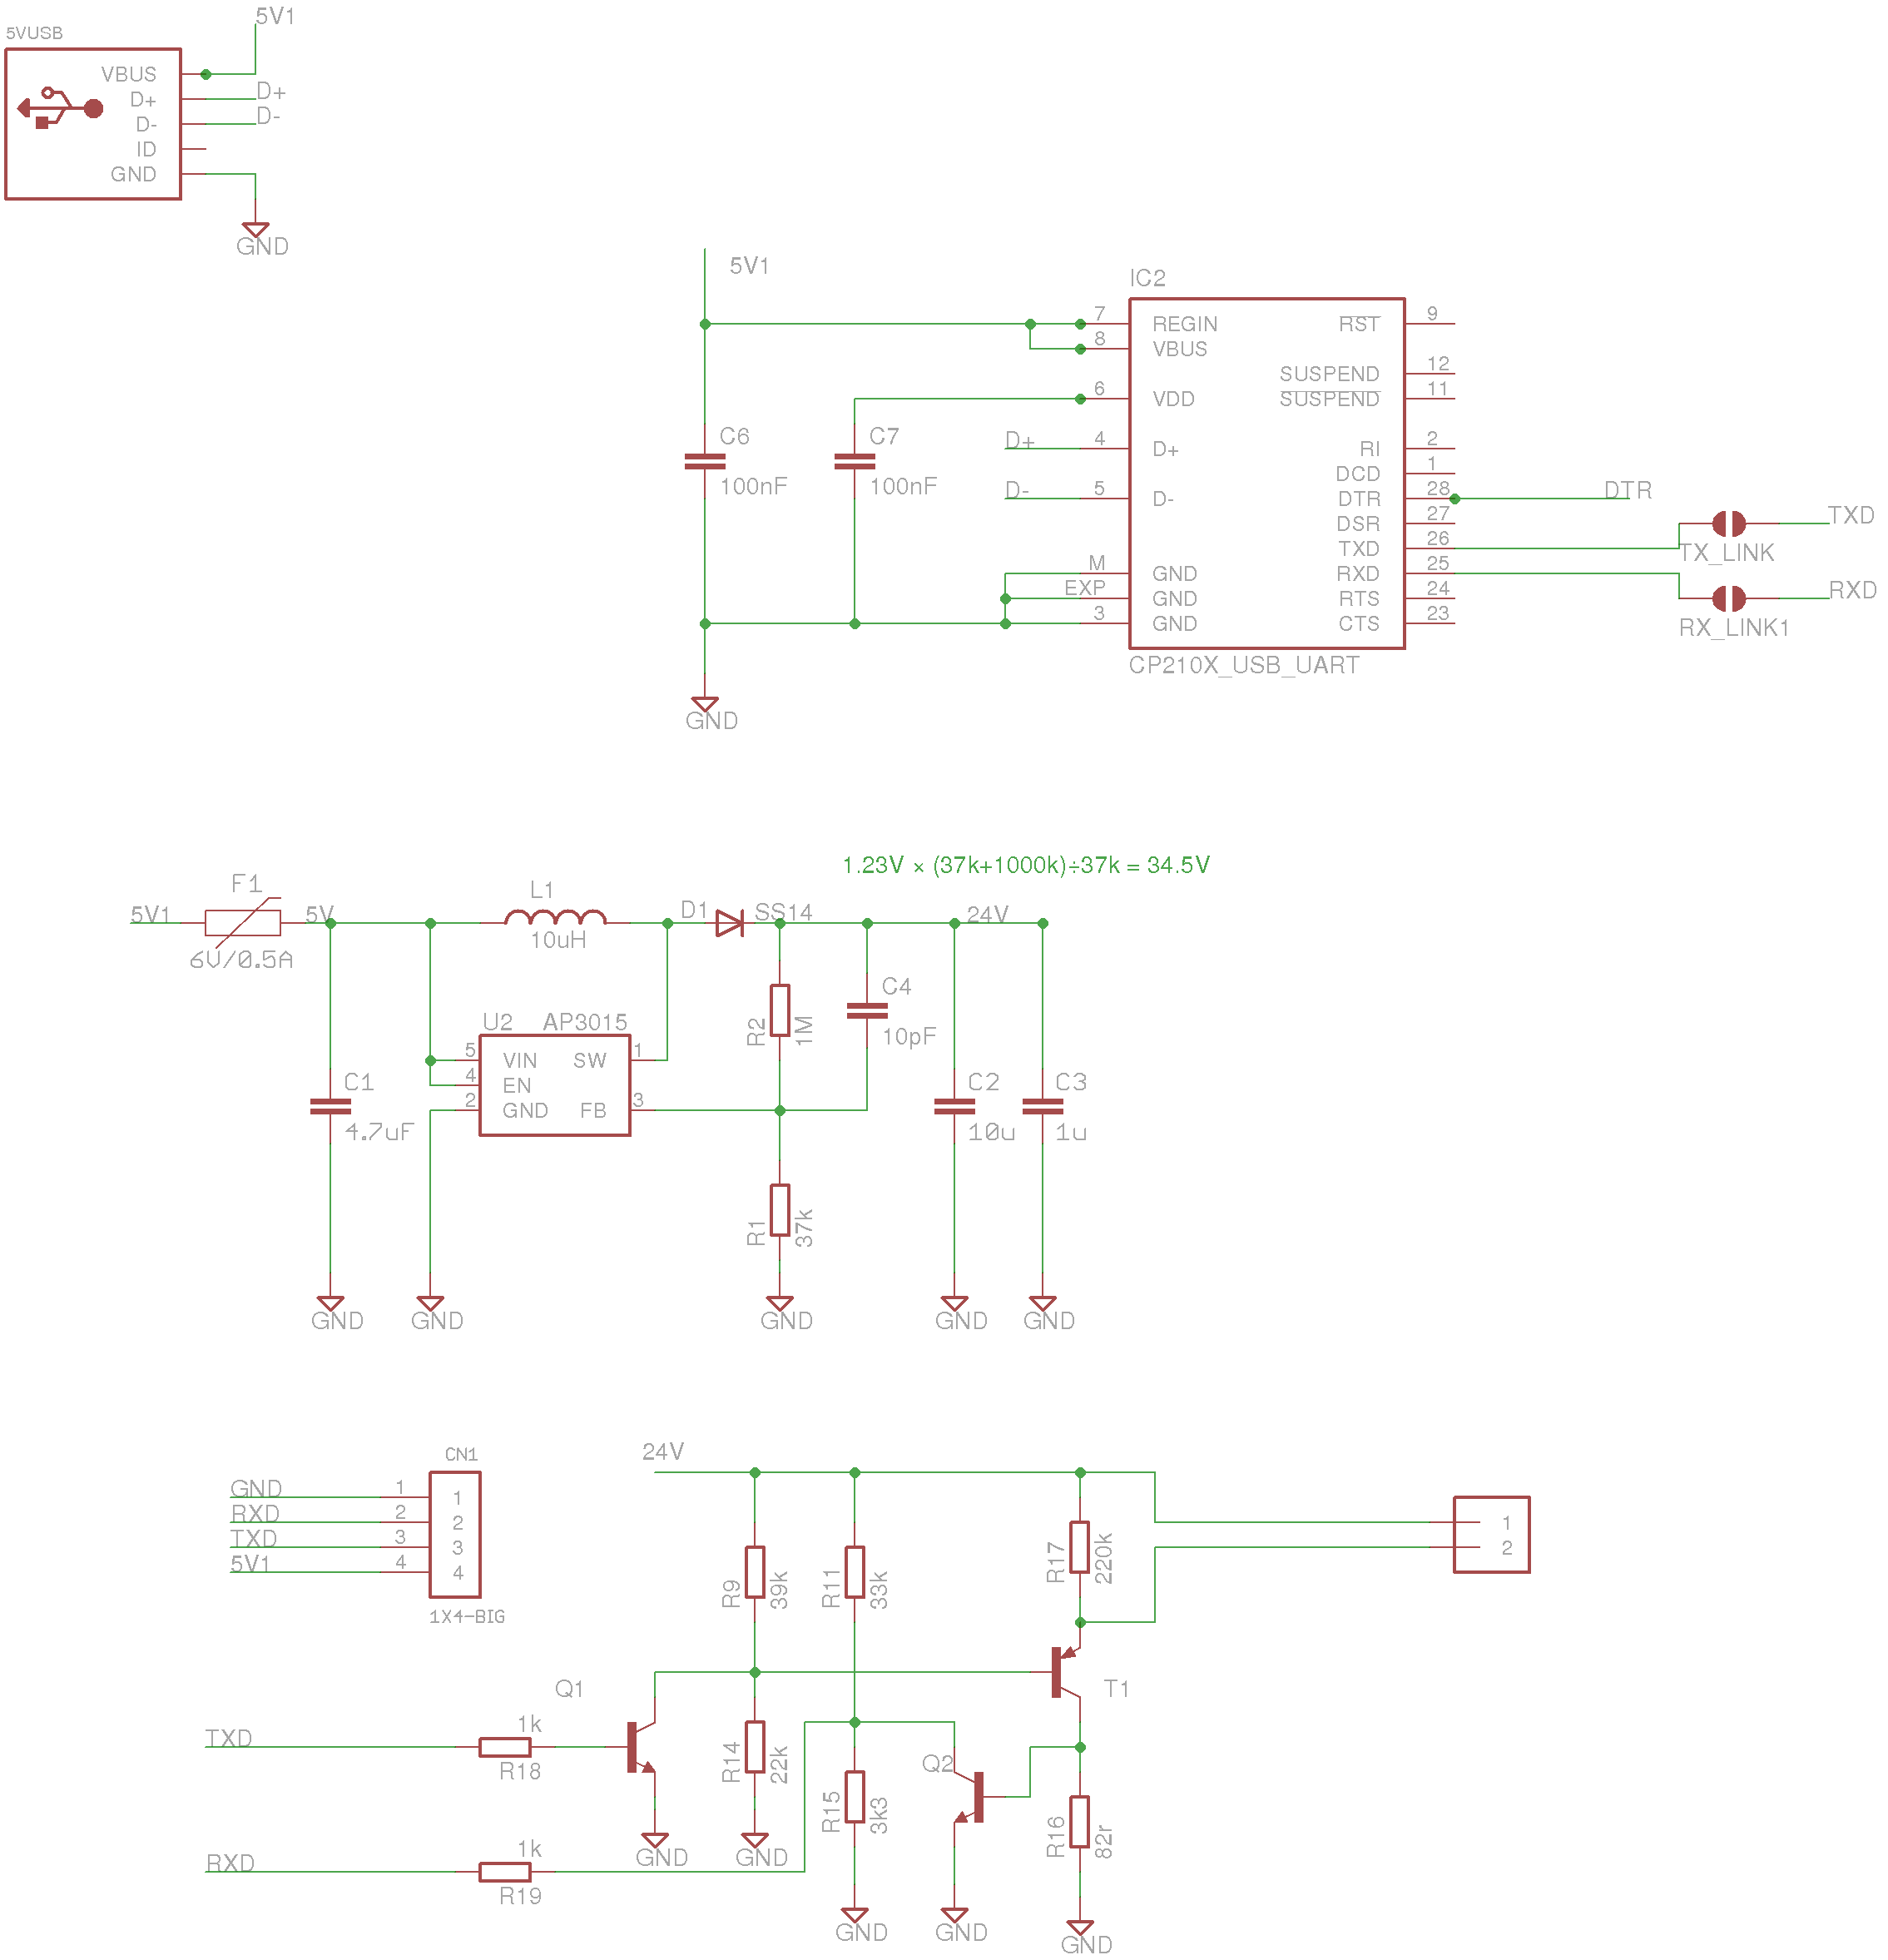 5VUSB
5V1
VBUS
D+
D-
ID
GND
D+
D-
GND
5V1
C6
100nF
C7
100nF
D+
D-
GND
IC2
7
8
6
4
5
M
EXP
3
REGIN
VBUS
VDD
D+
D-
GND
GND
GND
RST
SUSPEND
SUSPEND
RI
DCD
DTR
DSR
TXD
RXD
RTS
CTS
9
12
11
2
1
28
27
26
25
24
23
CP210X_USB_UART
DTR
TXD
TX_LINK
RXD
RX_LINK1
1.23V × (37k+1000k)÷37k = 34.5V
5V1
F1
6V/0.5A
5V
L1
10uH
D1
SS14
24V
C1
4.7uF
U2 AP3015
5
4
2
VIN
EN
GND
SW
FB
1
3
R2
1M
C4
10pF
R1
37k
C2
10u
C3
1u
GND
GND
GND
GND
GND
CN1
GND
RXD
TXD
5V1
1
2
3
4
1
2
3
4
1X4-BIG
24V
R9
39k
R11
33k
R17
220k
1
2
Q1
T1
TXD
1k
R18
R14
22k
Q2
R15
3k3
R16
82r
RXD
1k
R19
GND
GND
GND
GND
GND